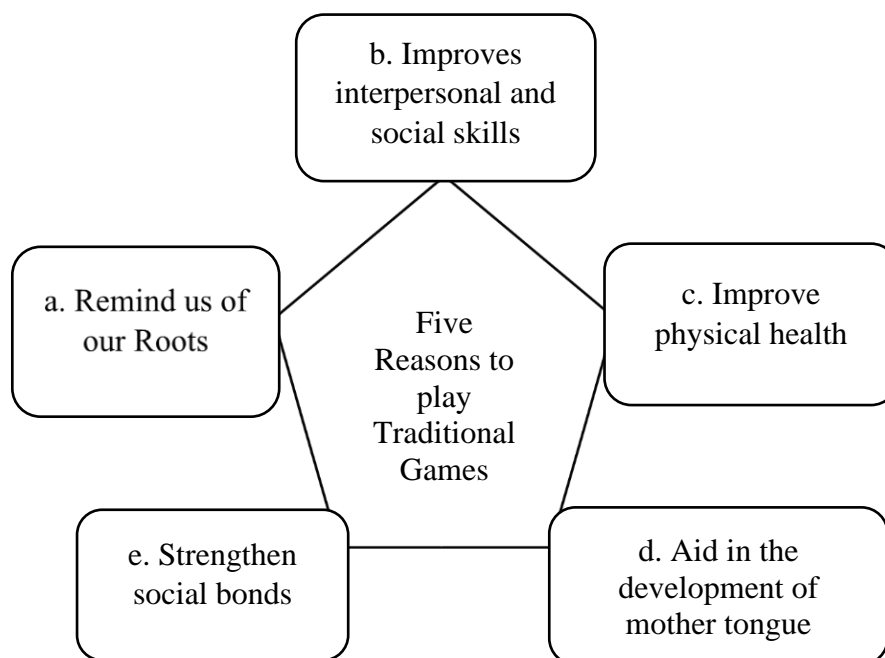 b. Improves
interpersonal and
social skills
a. Remind us of
our Roots
c. Improve
physical health
Five
Reasons to
play
Traditional
Games
e. Strengthen
social bonds
d. Aid in the
development of
mother tongue